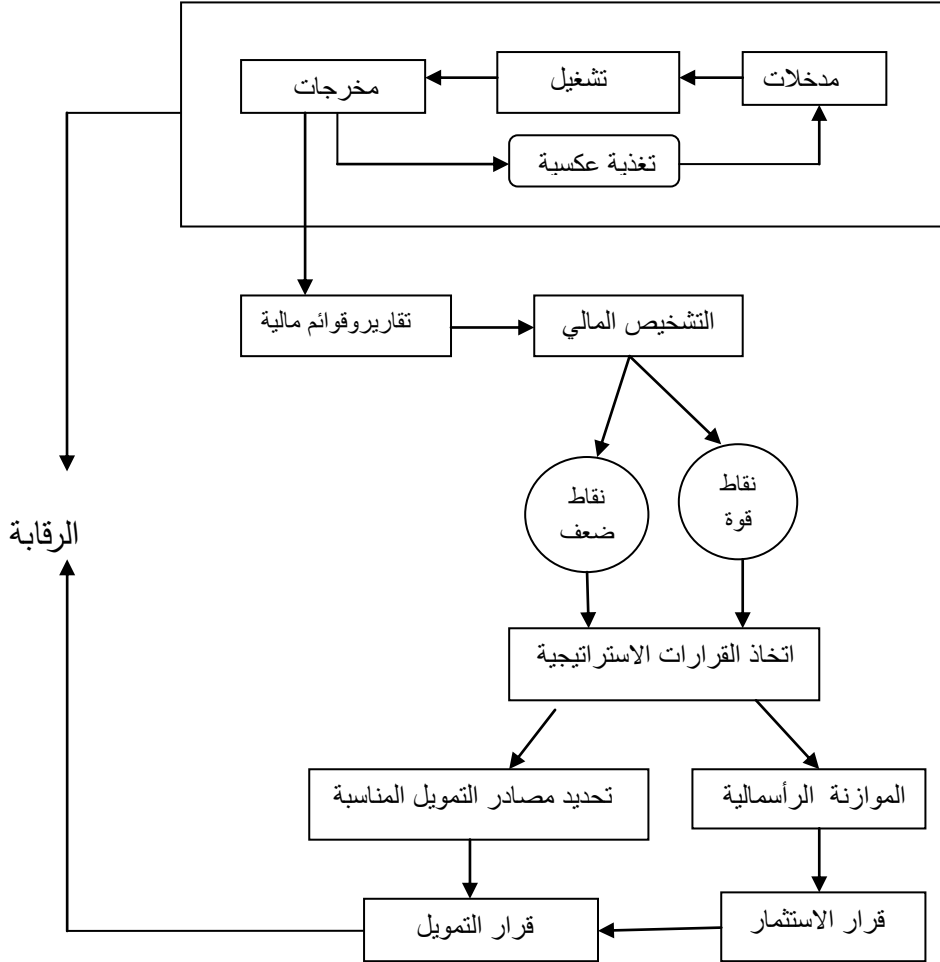 مدخلات
تشغيل
مخرجات
تغذية عكسية
تقاريروقوائم مالية
التشخيص المالي
نقاط
قوة
نقاط
ضعف
الرقابة
اتخاذ القرارات الاستراتيجية
الموازنة الرأسمالية
تحديد مصادر التمويل المناسبة
قرار الاستثمار
قرار التمويل